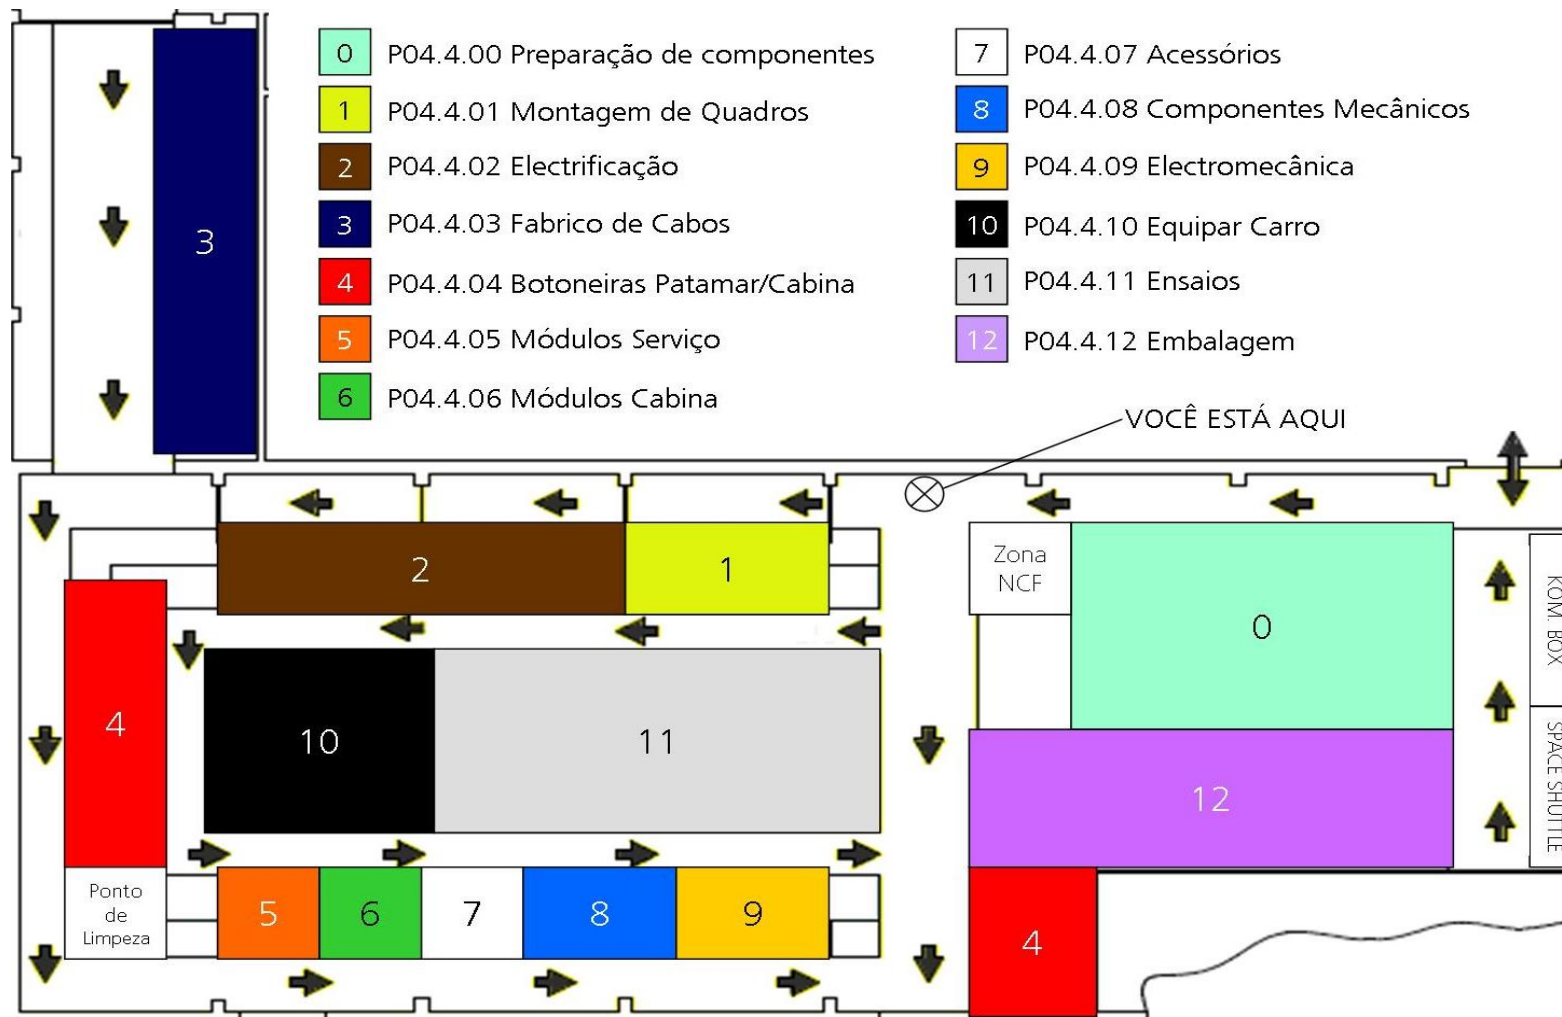 0 P04.4.00 Preparação de componentes
1 P04.4.01 Montagem de Quadros
2 P04.4.02 Electrificação
3 P04.4.03 Fabrico de Cabos
4 P04.4.04 Botoneiras Patamar/Cabina
5 P04.4.05 Módulos Serviço
6 P04.4.06 Módulos Cabina
7 P04.4.07 Acessórios
8 P04.4.08 Componentes Mecânicos
9 P04.4.09 Electromecânica
10 P04.4.10 Equipar Carro
11 P04.4.11 Ensaios
12 P04.4.12 Embalagem
VOCÊ ESTÁ AQUI
3
2
1
Zona
NCF
0
KOM. BOX
SPACE SHUTTLE
4
10
11
12
Ponto
de
Limpeza
5
6
7
8
9
4